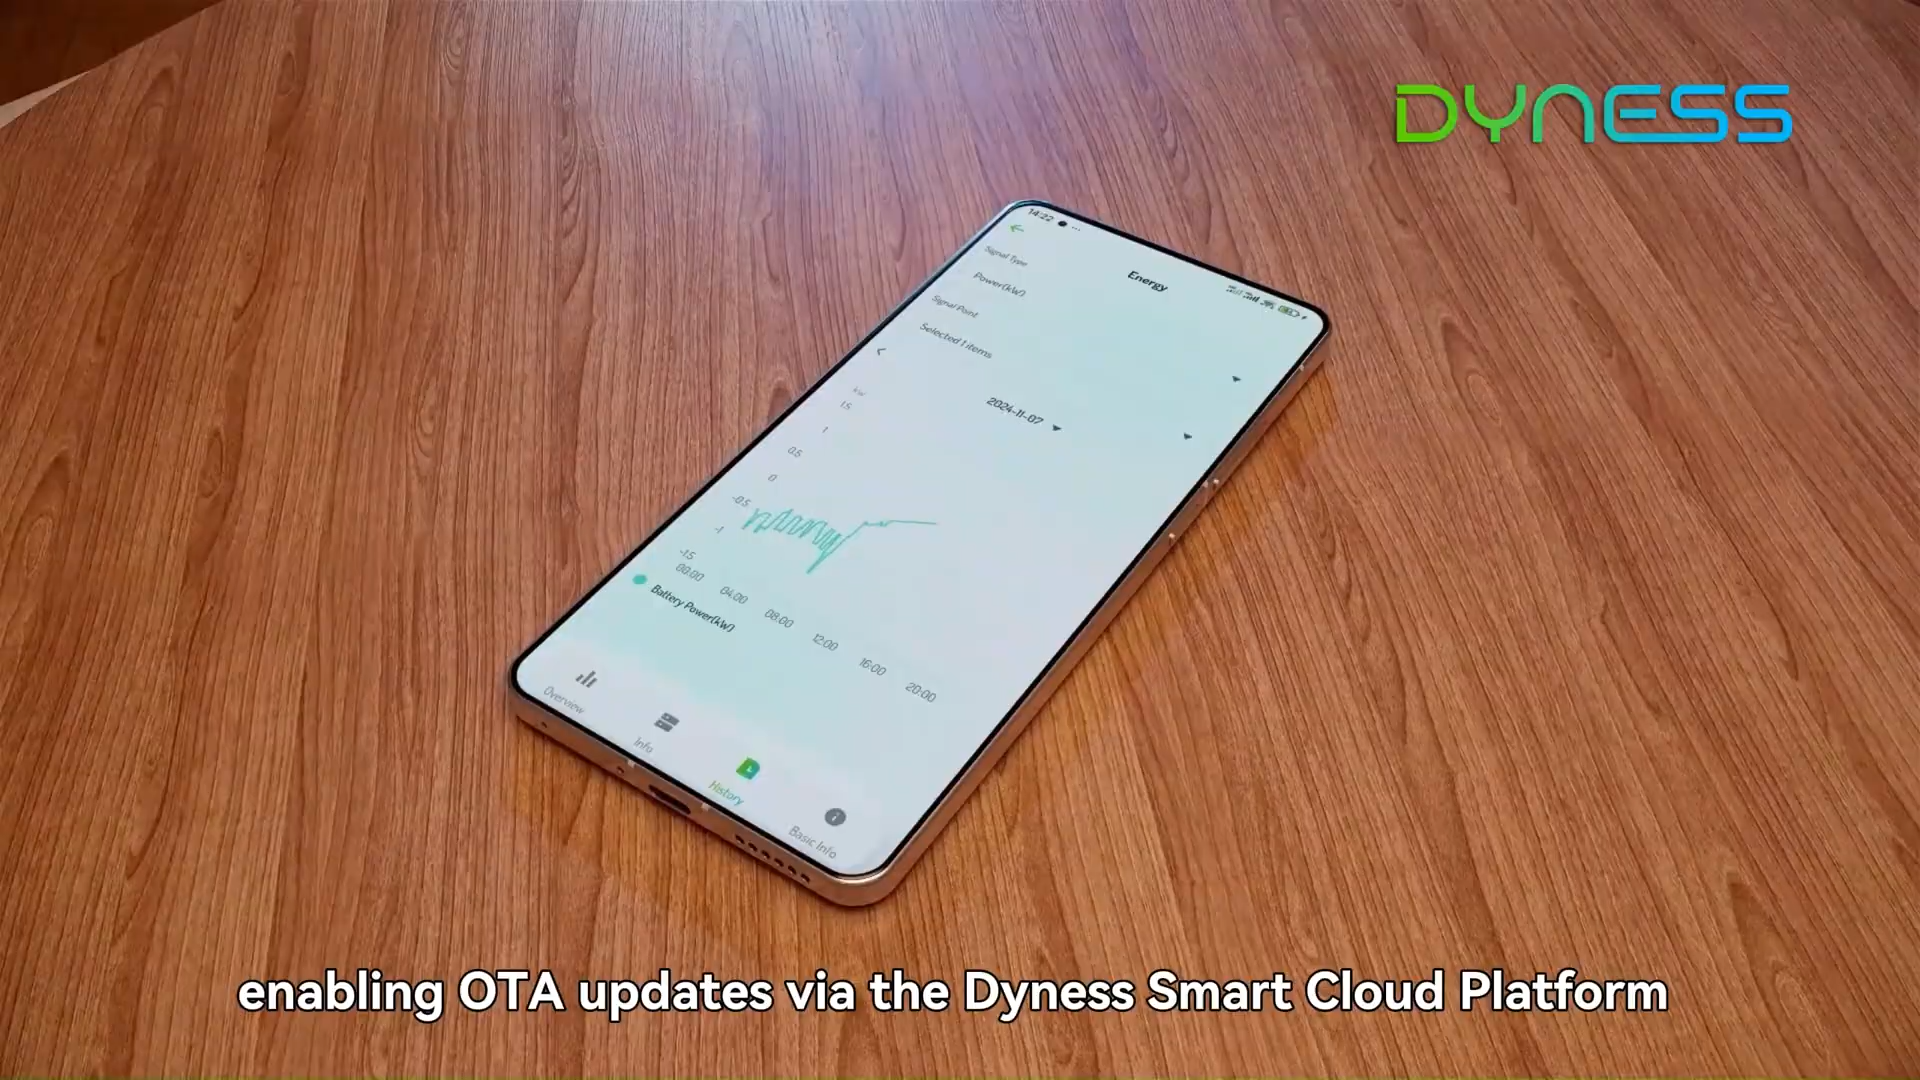 DYNESS
14:22
Energy
Signal Type
Power(kW)
Signal Point
Selected 1 items
2024-11-07
kW
1.5
1
0.5
0
-0.5
-1
-1.5
00:00
04:00
08:00
12:00
16:00
20:00
Battery Power(kW)
Overview
Info
History
Basic Info
enabling OTA updates via the Dyness Smart Cloud Platform